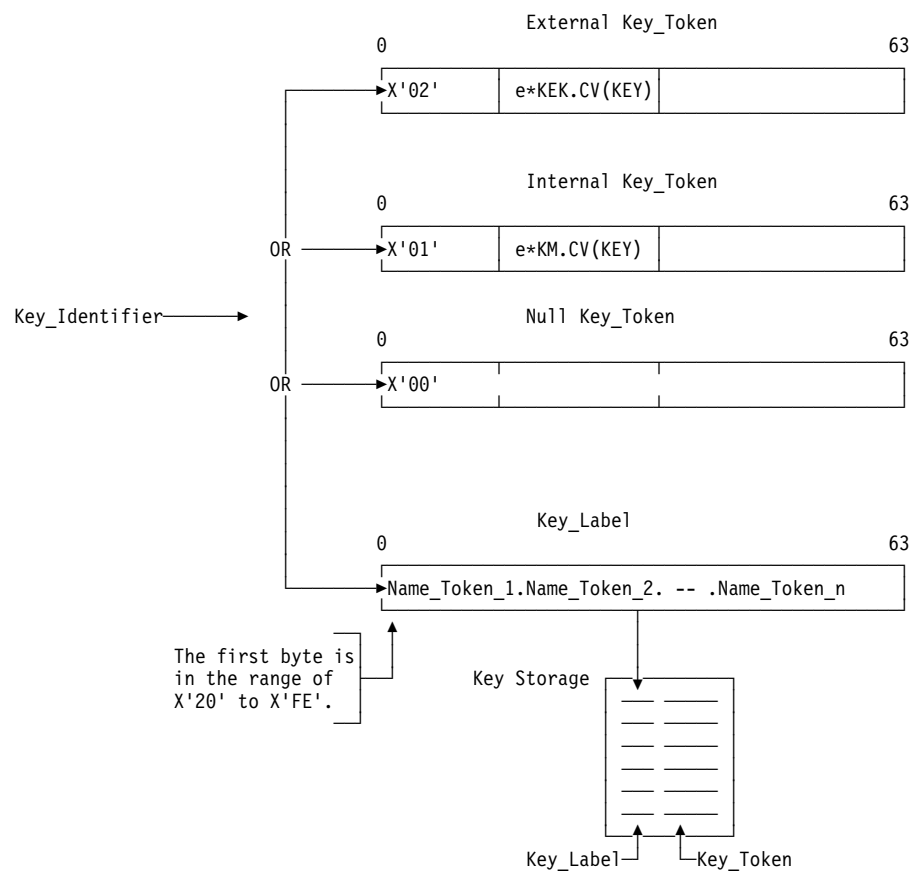 External Key_Token
0 63
X'02' e*KEK.CV(KEY)
Internal Key_Token
0 63
OR X'01' e*KM.CV(KEY)
Key_Identifier Null Key_Token
0 63
OR X'00'
Key_Label
0 63
Name_Token_1.Name_Token_2. -- .Name_Token_n
The first byte is
in the range of
X'20' to X'FE'.
Key Storage
Key_Label Key_Token